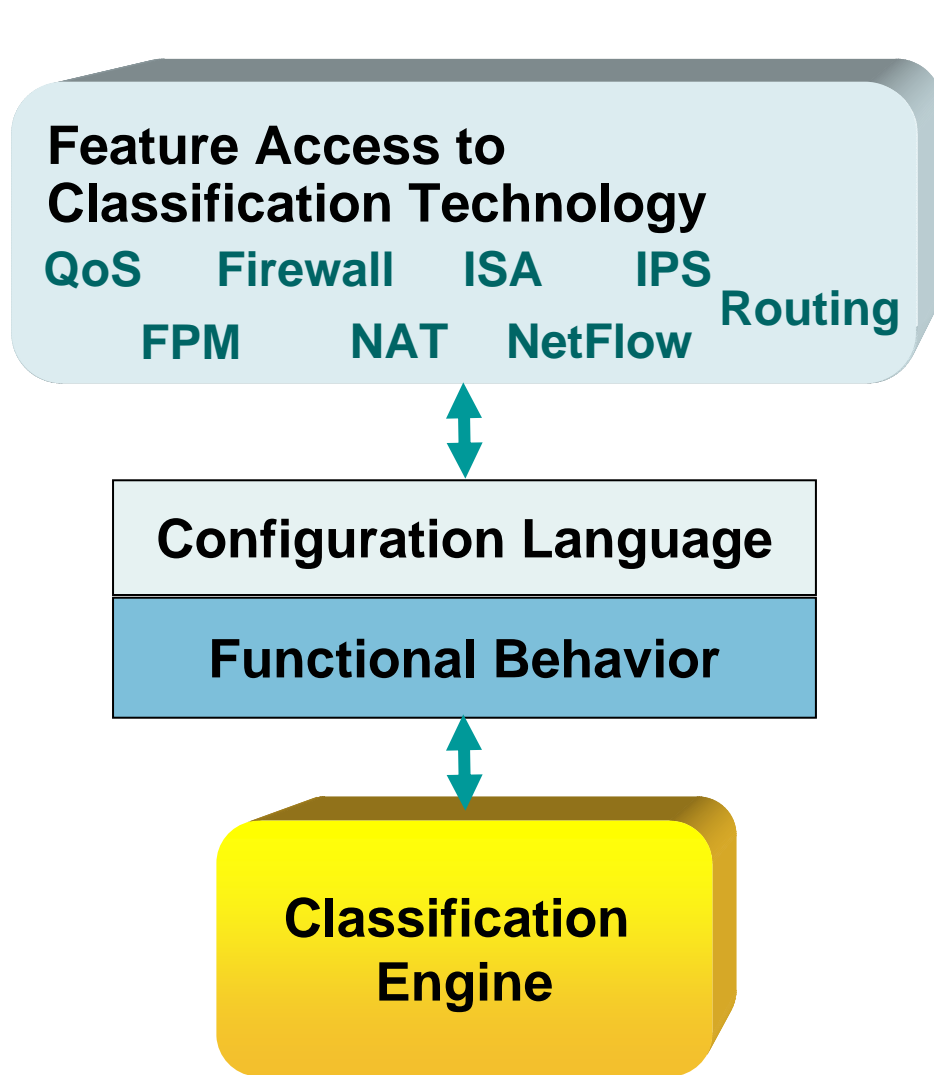 Feature Access to
Classification Technology
QoS Firewall ISA IPS
Routing
FPM NAT NetFlow
Configuration Language
Functional Behavior
Classification
Engine